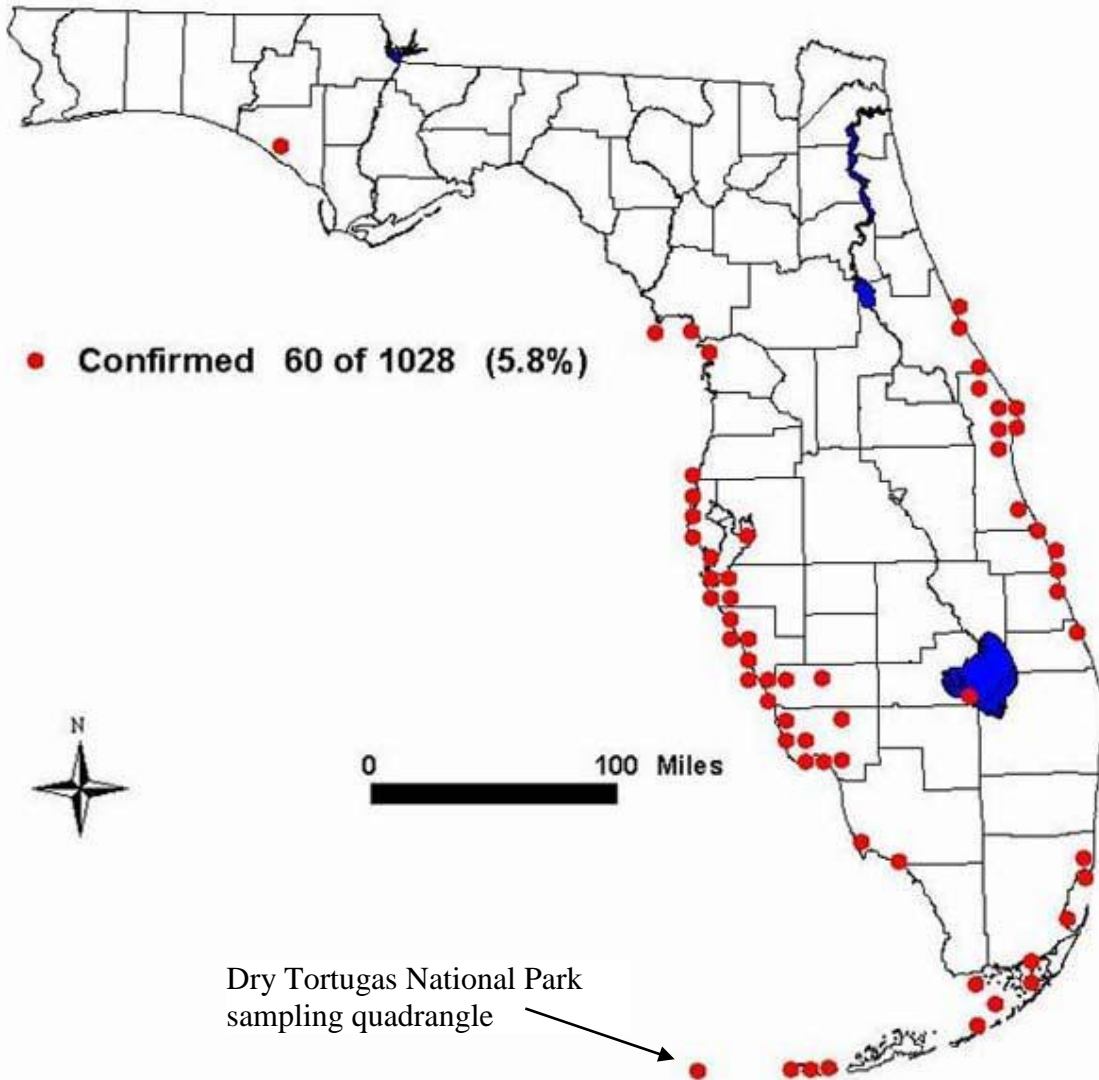 Confirmed 60 of 1028 (5.8%)
N
0 100 Miles
Dry Tortugas National Park
sampling quadrangle